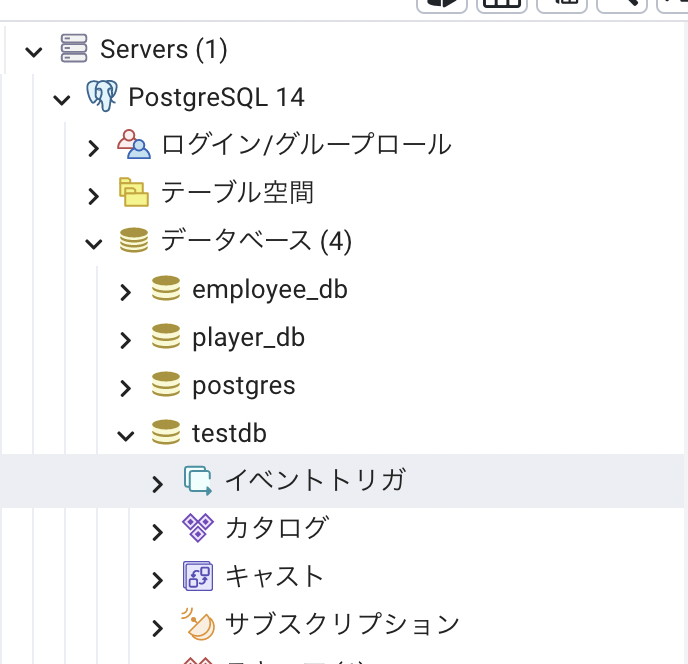 Servers (1)
PostgreSQL 14
ログイン/グループロール
テーブル空間
データベース (4)
employee_db
player_db
postgres
testdb
イベントトリガ
カタログ
キャスト
サブスクリプション